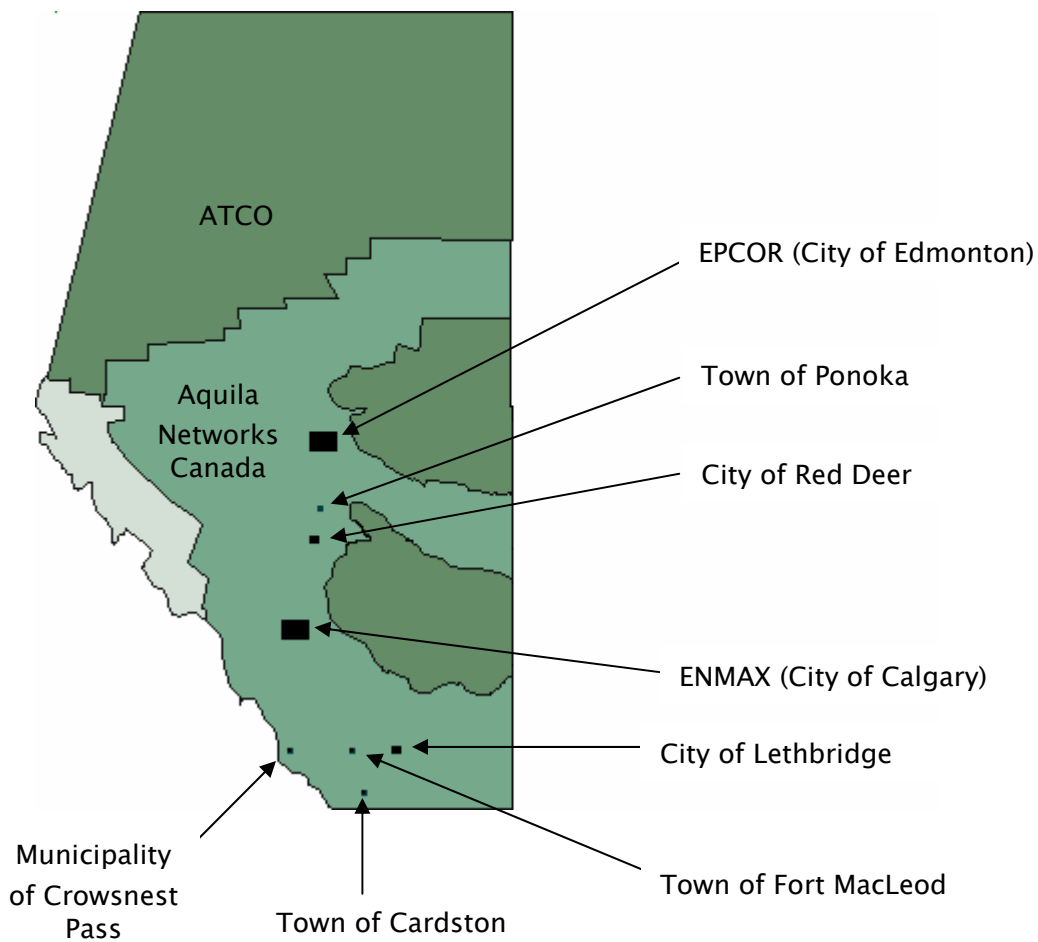 ATCO
EPCOR (City of Edmonton)
Town of Ponoka
Aquila
Networks
Canada
City of Red Deer
ENMAX (City of Calgary)
City of Lethbridge
Municipality
of Crowsnest
Pass
Town of Fort MacLeod
Town of Cardston